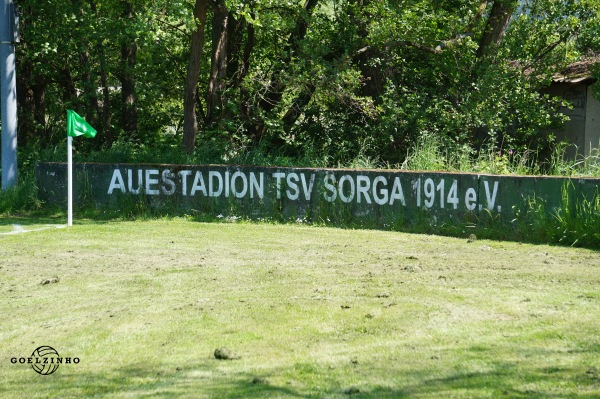 AUESTADION TSV SORGA 1914 e.V.
GOELZINHO